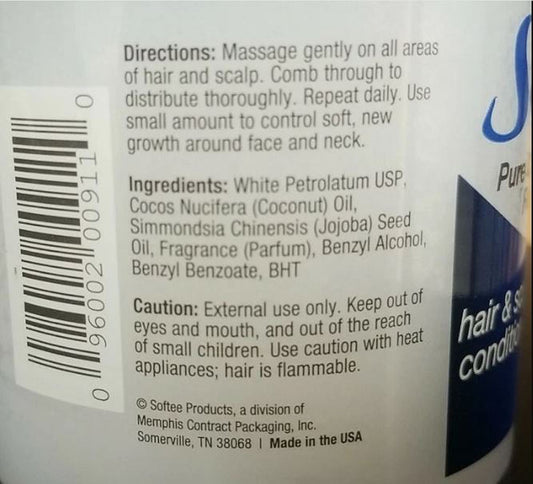 Directions: Massage gently on all areas
of hair and scalp. Comb through to
distribute thoroughly. Repeat daily. Use
small amount to control soft, new
growth around face and neck.
Ingredients: White Petrolatum USP,
Cocos Nucifera (Coconut) Oil,
Simmondsia Chinensis (Jojoba) Seed
Oil, Fragrance (Parfum), Benzyl Alcohol,
Benzyl Benzoate, BHT
Caution: External use only. Keep out of
eyes and mouth, and out of the reach
of small children. Use caution with heat
appliances; hair is flammable.
© Softee Products, a division of
Memphis Contract Packaging, Inc.
Somerville, TN 38068 | Made in the USA
0 96002 00911 0
Pure
hair &